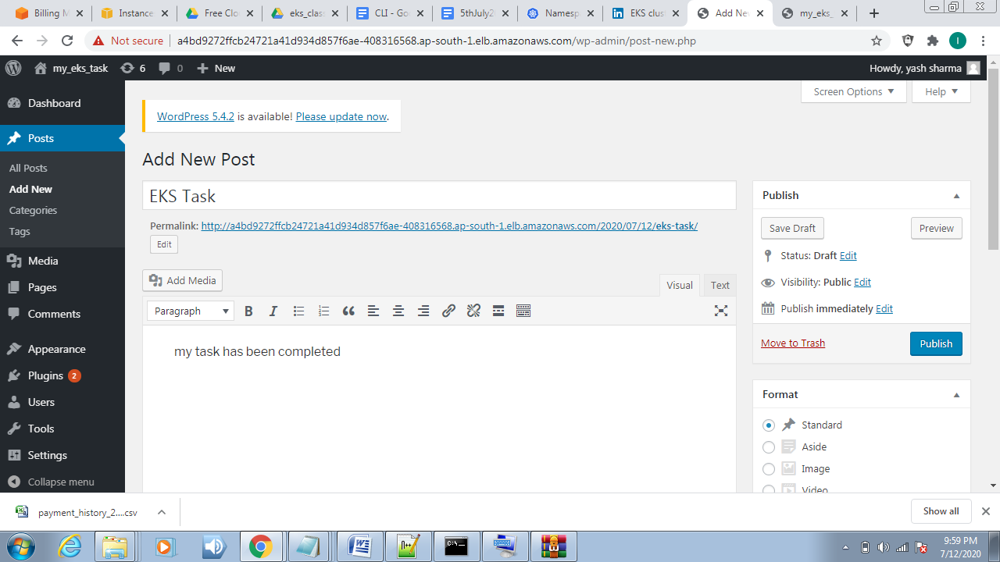 Billing M
Instance
Free Clo
eks_class
CLI - Go
5thJuly2
Namesp
EKS clust
Add New
my_eks_
Not secure
a4bd9272ffcb24721a41d934d857f6ae-408316568.ap-south-1.elb.amazonaws.com/wp-admin/post-new.php
I
my_eks_task
6
0
New
Howdy, yash sharma
Screen Options
Help
Dashboard
Posts
All Posts
Add New
Categories
Tags
Media
Pages
Comments
Appearance
Plugins 2
Users
Tools
Settings
Collapse menu
WordPress 5.4.2 is available! Please update now.
Add New Post
EKS Task
Permalink: http://a4bd9272ffcb24721a41d934d857f6ae-408316568.ap-south-1.elb.amazonaws.com/2020/07/12/eks-task/
Edit
Add Media
Visual
Text
Paragraph
my task has been completed
Publish
Save Draft
Preview
Status: Draft Edit
Visibility: Public Edit
Publish immediately Edit
Move to Trash
Publish
Format
Standard
Aside
Image
Video
payment_history_2....csv
Show all
9:59 PM
7/12/2020